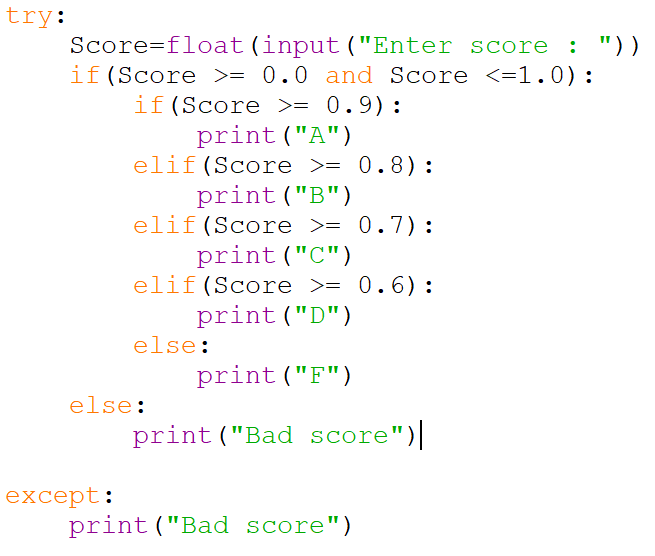 try:
    Score=float(input("Enter score : "))
    if(Score >= 0.0 and Score <=1.0):
        if(Score >= 0.9):
            print("A")
        elif(Score >= 0.8):
            print("B")
        elif(Score >= 0.7):
            print("C")
        elif(Score >= 0.6):
            print("D")
        else:
            print("F")
    else:
        print("Bad score")

except:
    print("Bad score")